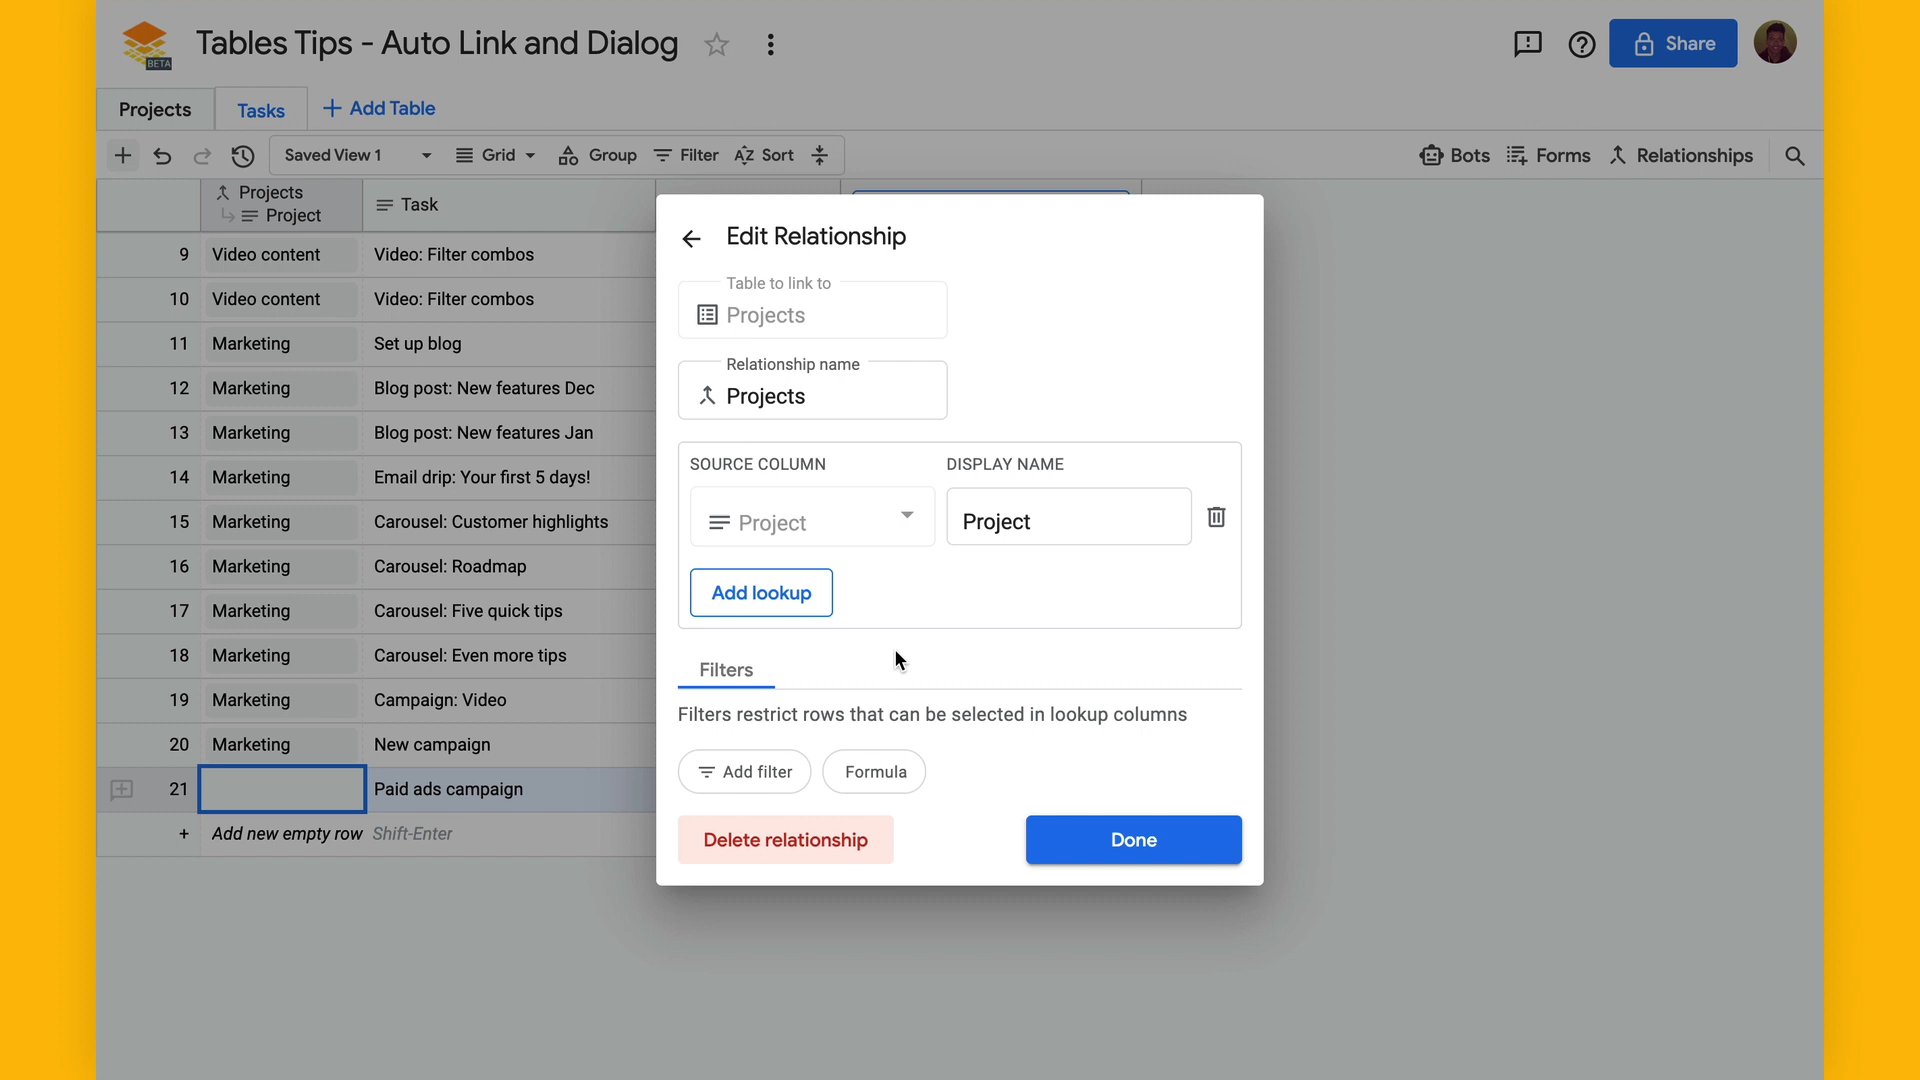 BETA
Tables Tips - Auto Link and Dialog
Share
Projects
Tasks
Add Table
Saved View 1
Grid
Group
Filter
Sort
Bots
Forms
Relationships
Projects
Project
Task
9 Video content Video: Filter combos
10 Video content Video: Filter combos
11 Marketing Set up blog
12 Marketing Blog post: New features Dec
13 Marketing Blog post: New features Jan
14 Marketing Email drip: Your first 5 days!
15 Marketing Carousel: Customer highlights
16 Marketing Carousel: Roadmap
17 Marketing Carousel: Five quick tips
18 Marketing Carousel: Even more tips
19 Marketing Campaign: Video
20 Marketing New campaign
21 Paid ads campaign
+ Add new empty row Shift-Enter
Edit Relationship
Table to link to
Projects
Relationship name
Projects
SOURCE COLUMN DISPLAY NAME
Project Project
Add lookup
Filters
Filters restrict rows that can be selected in lookup columns
Add filter Formula
Delete relationship Done